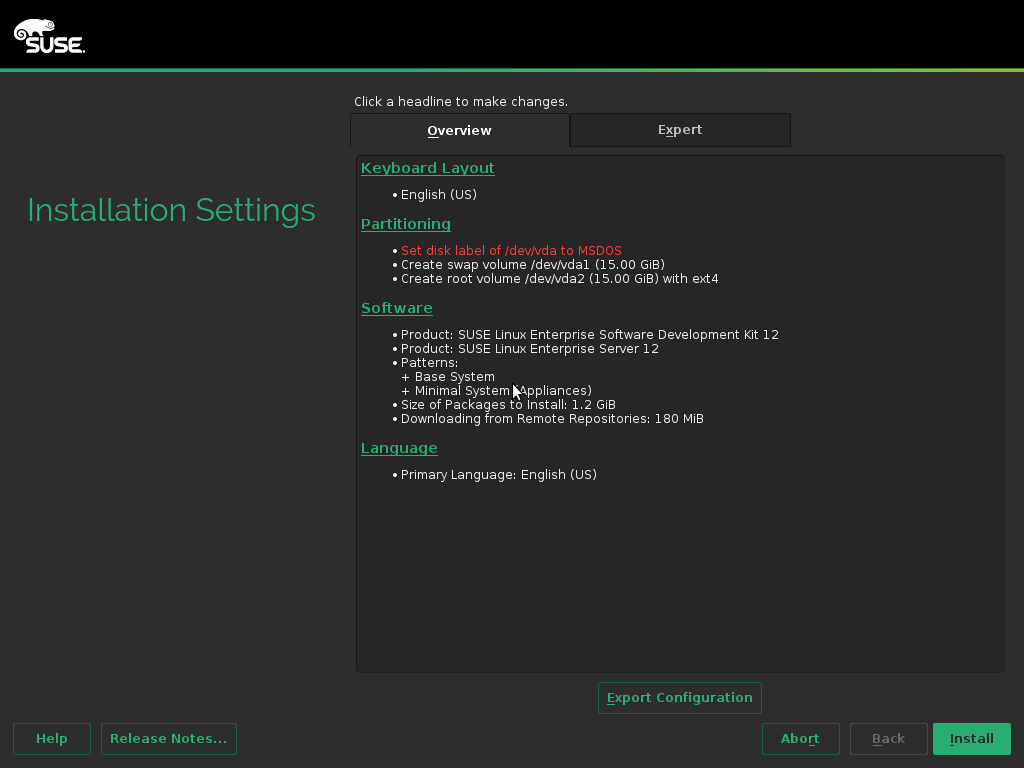 SUSE.
Click a headline to make changes.
Overview
Expert
Installation Settings
Keyboard Layout
• English (US)
Partitioning
• Set disk label of /dev/vda to MSDOS
• Create swap volume /dev/vda1 (15.00 GiB)
• Create root volume /dev/vda2 (15.00 GiB) with ext4
Software
• Product: SUSE Linux Enterprise Software Development Kit 12
• Product: SUSE Linux Enterprise Server 12
• Patterns:
+ Base System
+ Minimal System (Appliances)
• Size of Packages to Install: 1.2 GiB
• Downloading from Remote Repositories: 180 MiB
Language
• Primary Language: English (US)
Export Configuration
Help
Release Notes...
Abort
Back
Install